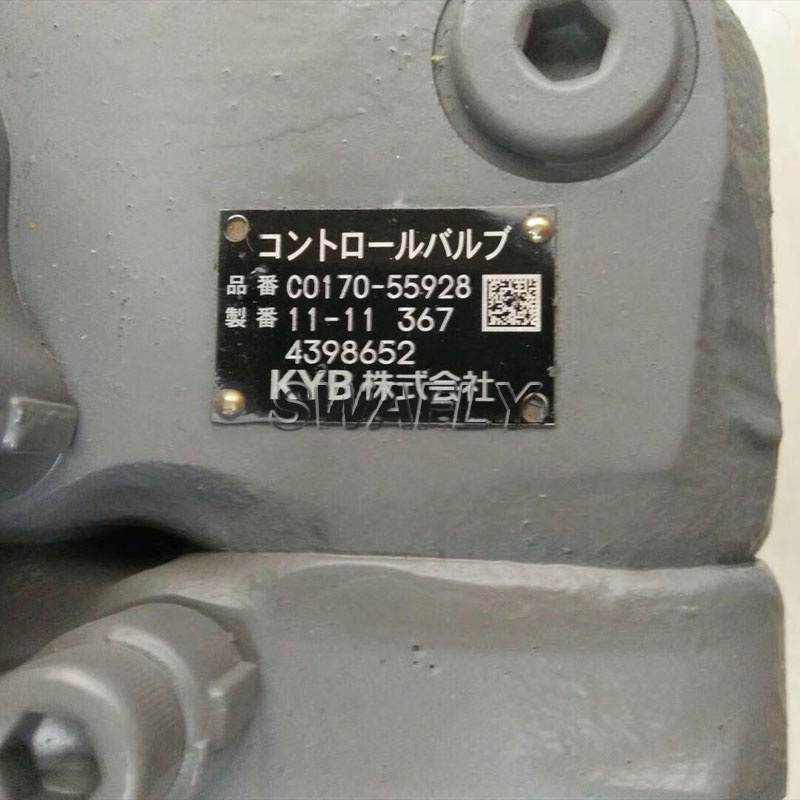 コントロールバルブ
品番 C0170-55928
製番 11-11 367
4398652
KYB 株式会社
SWAFLY